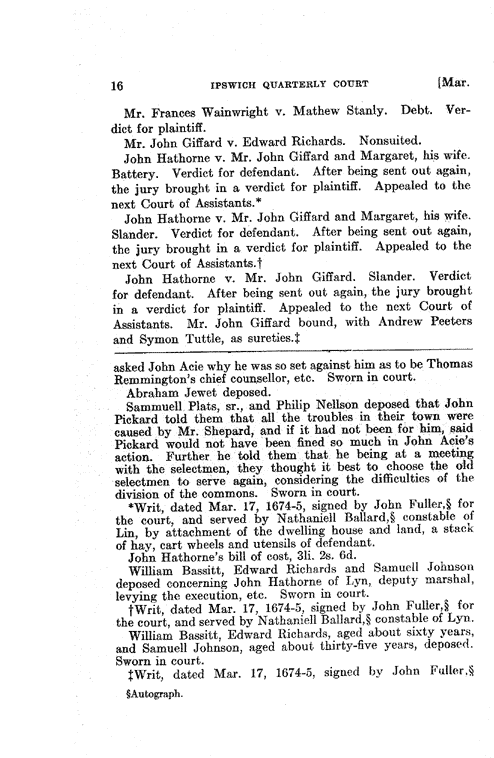 16 IPSWICH QUARTERLY COURT [Mar.
Mr. Frances Wainwright v. Mathew Stanly. Debt. Ver-
dict for plaintiff.
Mr. John Giffard v. Edward Richards. Nonsuited.
John Hathorne v. Mr. John Giffard and Margaret, his wife.
Battery. Verdict for defendant. After being sent out again,
the jury brought in a verdict for plaintiff. Appealed to the
next Court of Assistants.*
John Hathorne v. Mr. John Giffard and Margaret, his wife.
Slander. Verdict for defendant. After being sent out again,
the jury brought in a verdict for plaintiff. Appealed to the
next Court of Assistants.†
John Hathorne v. Mr. John Giffard. Slander. Verdict
for defendant. After being sent out again, the jury brought
in a verdict for plaintiff. Appealed to the next Court of
Assistants. Mr. John Giffard bound, with Andrew Peeters
and Symon Tuttle, as sureties.‡
asked John Acie why he was so set against him as to be Thomas
Remmington's chief counsellor, etc. Sworn in court.
Abraham Jewet deposed.
Sammuell Plats, sr., and Philip Nellson deposed that John
Pickard told them that all the troubles in their town were
caused by Mr. Shepard, and if it had not been for him, said
Pickard would not have been fined so much in John Acie's
action. Further he told them that he being at a meeting
with the selectmen, they thought it best to choose the old
selectmen to serve again, considering the difficulties of the
division of the commons. Sworn in court.
*Writ, dated Mar. 17, 1674-5, signed by John Fuller,§ for
the court, and served by Nathaniell Ballard,§ constable of
Lin, by attachment of the dwelling house and land, a stack
of hay, cart wheels and utensils of defendant.
John Hathorne's bill of cost, 3li. 2s. 6d.
William Bassitt, Edward Richards and Samuell Johnson
deposed concerning John Hathorne of Lyn, deputy marshal,
levying the execution, etc. Sworn in court.
†Writ, dated Mar. 17, 1674-5, signed by John Fuller,§ for
the court, and served by Nathaniell Ballard,§ constable of Lyn.
William Bassitt, Edward Richards, aged about sixty years,
and Samuell Johnson, aged about thirty-five years, deposed.
Sworn in court.
‡Writ, dated Mar. 17, 1674-5, signed by John Fuller,§
§Autograph.